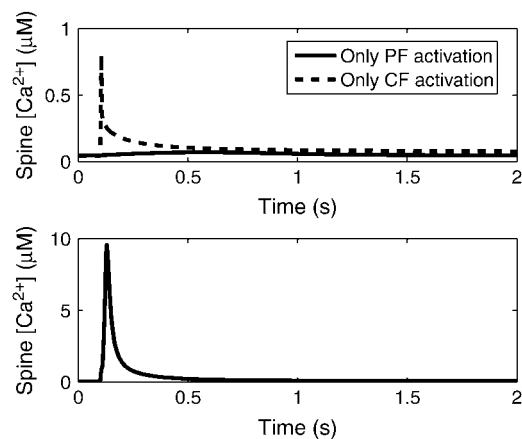 Spine [Ca²⁺] (μM)
1
0.5
0
Only PF activation
Only CF activation
0 0.5 1 1.5 2
Time (s)
Spine [Ca²⁺] (μM)
10
5
0
0 0.5 1 1.5 2
Time (s)